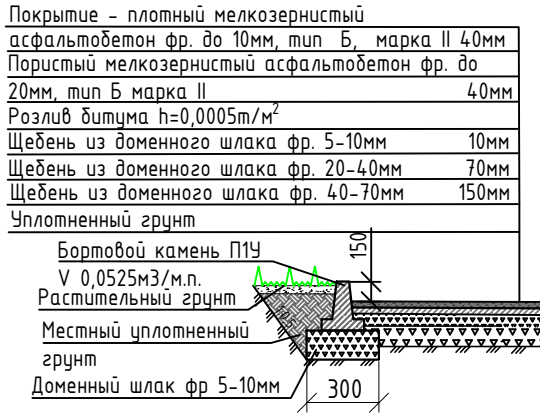 Покрытие - плотный мелкозернистый
асфальтобетон фр. до 10мм, тип Б, марка II 40мм
Пористый мелкозернистый асфальтобетон фр. до
20мм, тип Б марка II 40мм
Розлив битума h=0,0005т/м²
Щебень из доменного шлака фр. 5-10мм 10мм
Щебень из доменного шлака фр. 20-40мм 70мм
Щебень из доменного шлака фр. 40-70мм 150мм
Уплотненный грунт
Бортовой камень П1У
V 0,0525м3/м.п.
Растительный грунт
Местный уплотненный
грунт
Доменный шлак фр 5-10мм
150
300